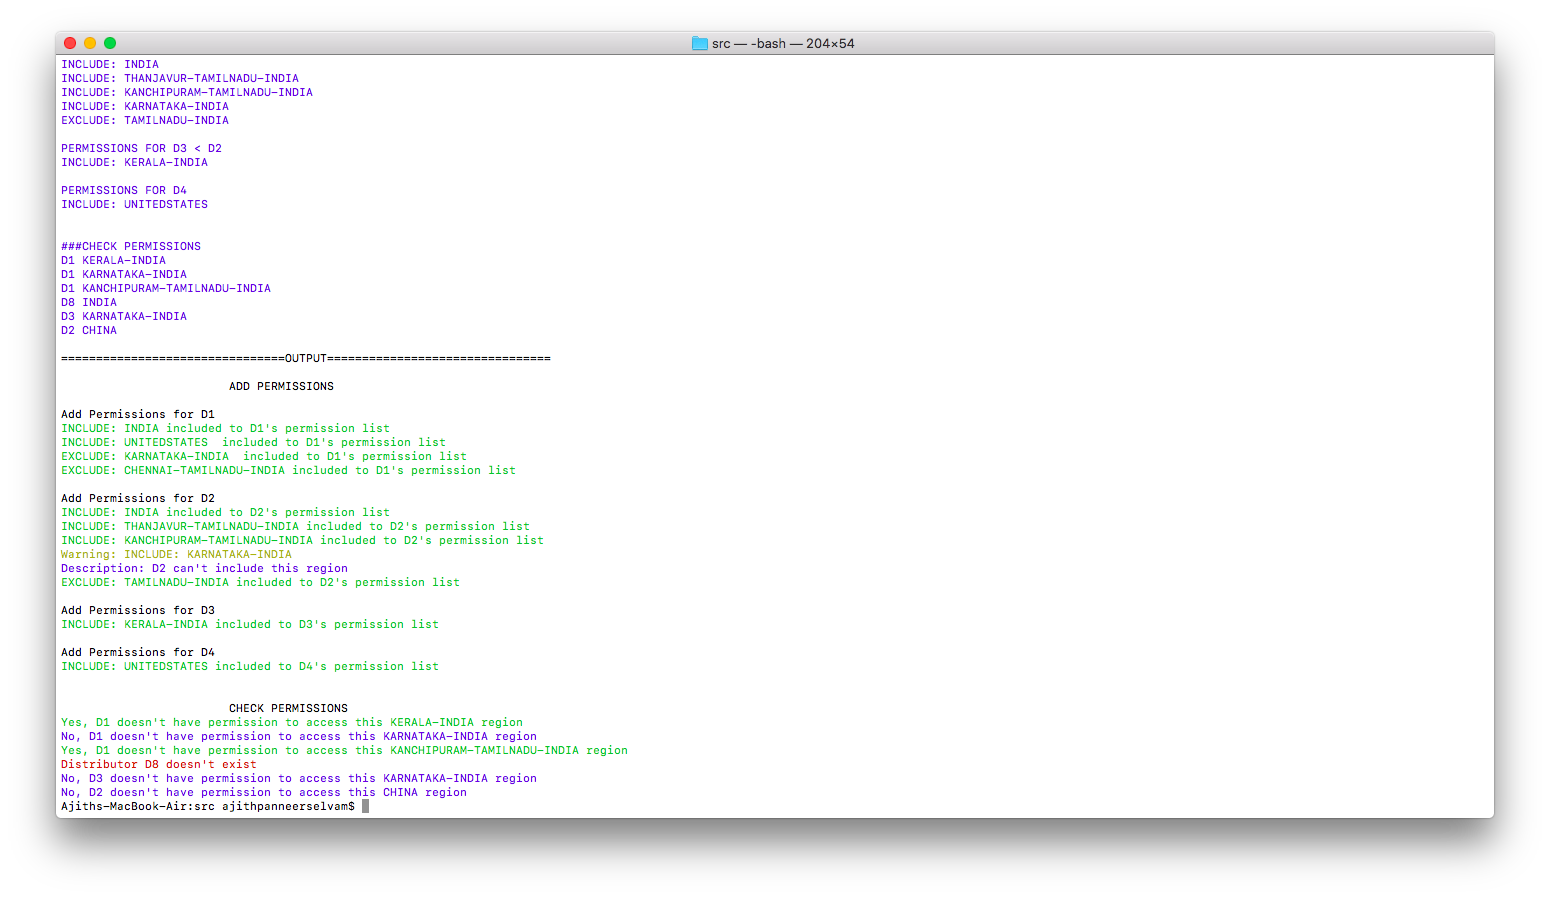 src — -bash — 204×54
INCLUDE: INDIA
INCLUDE: THANJAVUR-TAMILNADU-INDIA
INCLUDE: KANCHIPURAM-TAMILNADU-INDIA
INCLUDE: KARNATAKA-INDIA
EXCLUDE: TAMILNADU-INDIA
PERMISSIONS FOR D3 < D2
INCLUDE: KERALA-INDIA
PERMISSIONS FOR D4
INCLUDE: UNITEDSTATES
###CHECK PERMISSIONS
D1 KERALA-INDIA
D1 KARNATAKA-INDIA
D1 KANCHIPURAM-TAMILNADU-INDIA
D8 INDIA
D3 KARNATAKA-INDIA
D2 CHINA
================================OUTPUT================================
ADD PERMISSIONS
Add Permissions for D1
INCLUDE: INDIA included to D1's permission list
INCLUDE: UNITEDSTATES  included to D1's permission list
EXCLUDE: KARNATAKA-INDIA  included to D1's permission list
EXCLUDE: CHENNAI-TAMILNADU-INDIA included to D1's permission list
Add Permissions for D2
INCLUDE: INDIA included to D2's permission list
INCLUDE: THANJAVUR-TAMILNADU-INDIA included to D2's permission list
INCLUDE: KANCHIPURAM-TAMILNADU-INDIA included to D2's permission list
Warning: INCLUDE: KARNATAKA-INDIA
Description: D2 can't include this region
EXCLUDE: TAMILNADU-INDIA included to D2's permission list
Add Permissions for D3
INCLUDE: KERALA-INDIA included to D3's permission list
Add Permissions for D4
INCLUDE: UNITEDSTATES included to D4's permission list
CHECK PERMISSIONS
Yes, D1 doesn't have permission to access this KERALA-INDIA region
No, D1 doesn't have permission to access this KARNATAKA-INDIA region
Yes, D1 doesn't have permission to access this KANCHIPURAM-TAMILNADU-INDIA region
Distributor D8 doesn't exist
No, D3 doesn't have permission to access this KARNATAKA-INDIA region
No, D2 doesn't have permission to access this CHINA region
Ajiths-MacBook-Air:src ajithpanneerselvam$